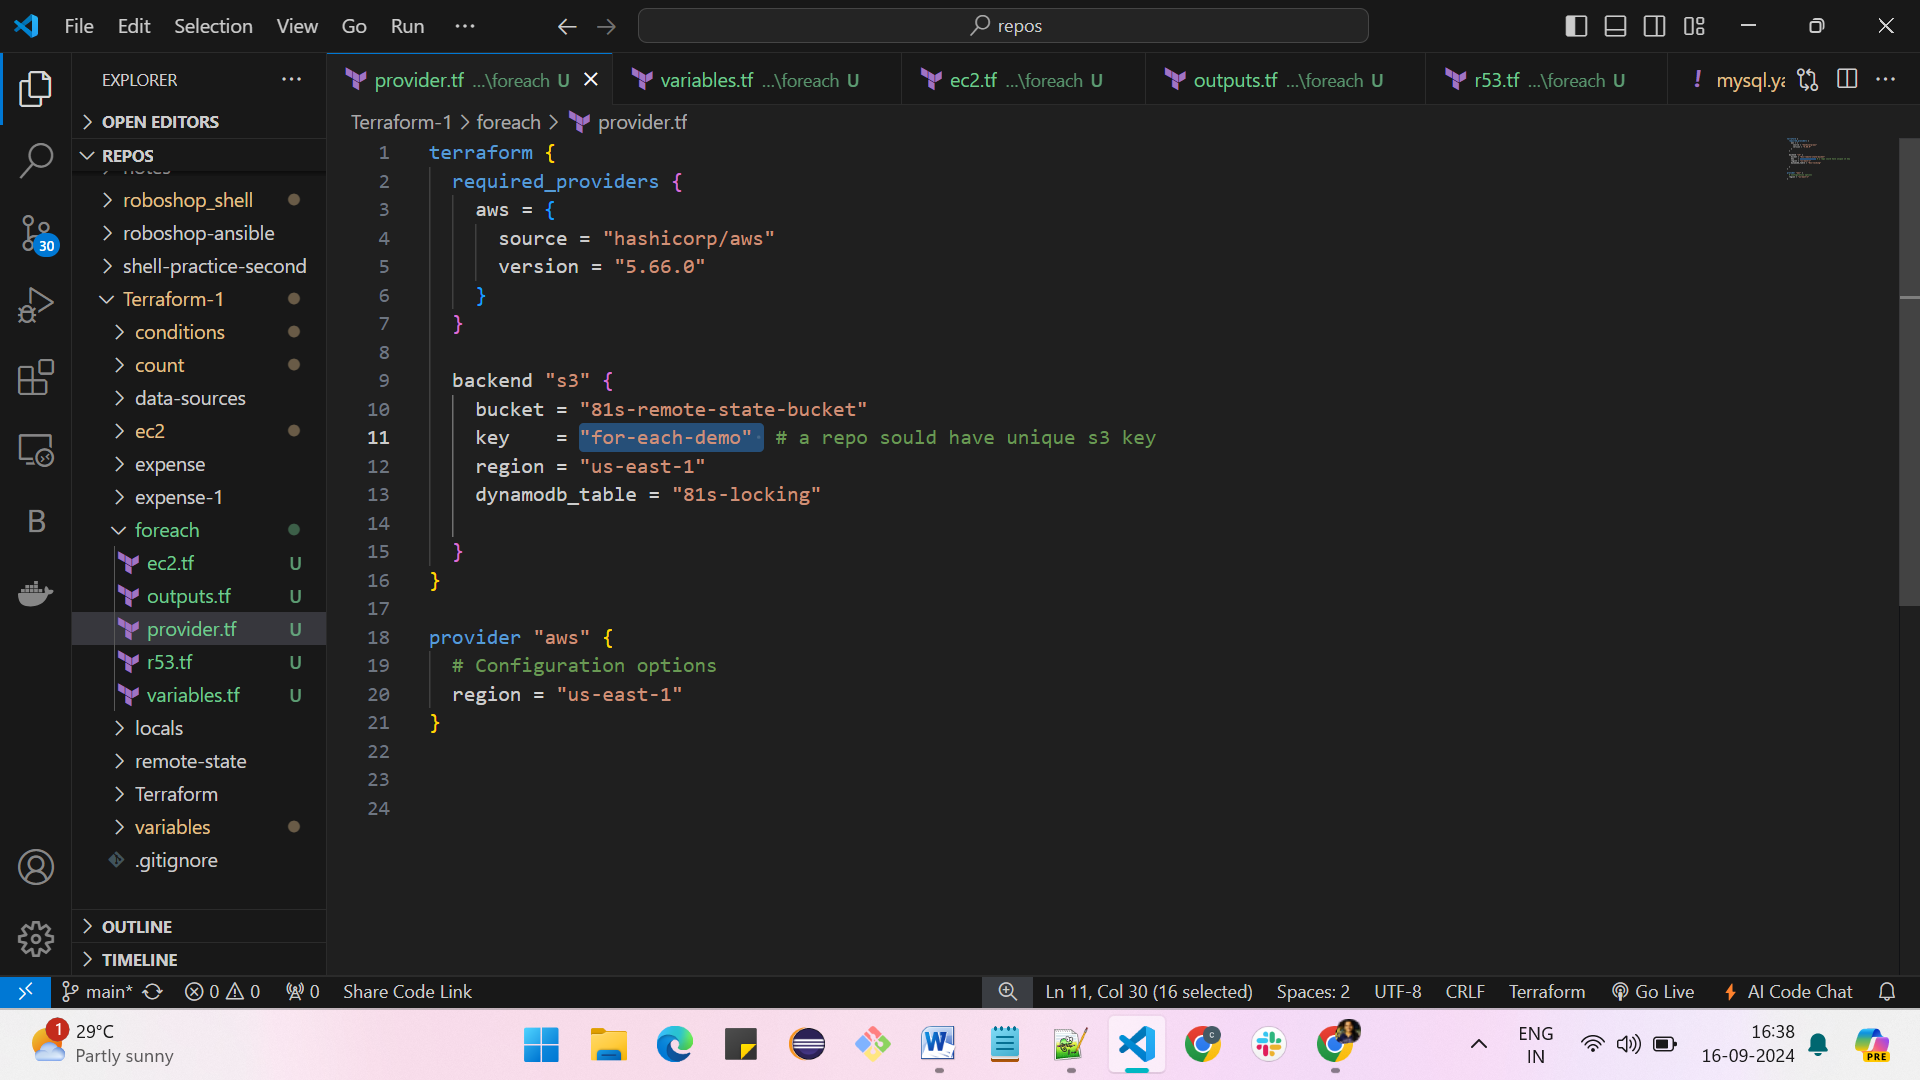 File Edit Selection View Go Run ··· repos
EXPLORER ···
OPEN EDITORS
REPOS
notes
roboshop_shell
roboshop-ansible
shell-practice-second
Terraform-1
conditions
count
data-sources
ec2
expense
expense-1
foreach
ec2.tf U
outputs.tf U
provider.tf U
r53.tf U
variables.tf U
locals
remote-state
Terraform
variables
.gitignore
OUTLINE
TIMELINE
30
B
provider.tf ...\foreach U variables.tf ...\foreach U ec2.tf ...\foreach U outputs.tf ...\foreach U r53.tf ...\foreach U ! mysql.ya ···
Terraform-1 > foreach > provider.tf
1 terraform {
2 required_providers {
3 aws = {
4 source = "hashicorp/aws"
5 version = "5.66.0"
6 }
7 }
8
9 backend "s3" {
10 bucket = "81s-remote-state-bucket"
11 key    = "for-each-demo"  # a repo sould have unique s3 key
12 region = "us-east-1"
13 dynamodb_table = "81s-locking"
14
15 }
16 }
17
18 provider "aws" {
19 # Configuration options
20 region = "us-east-1"
21 }
22
23
24
main* 0 0 0 Share Code Link Ln 11, Col 30 (16 selected) Spaces: 2 UTF-8 CRLF Terraform Go Live AI Code Chat
1 29°C
Partly sunny
W
C
ENG
IN
16:38
16-09-2024
PRE